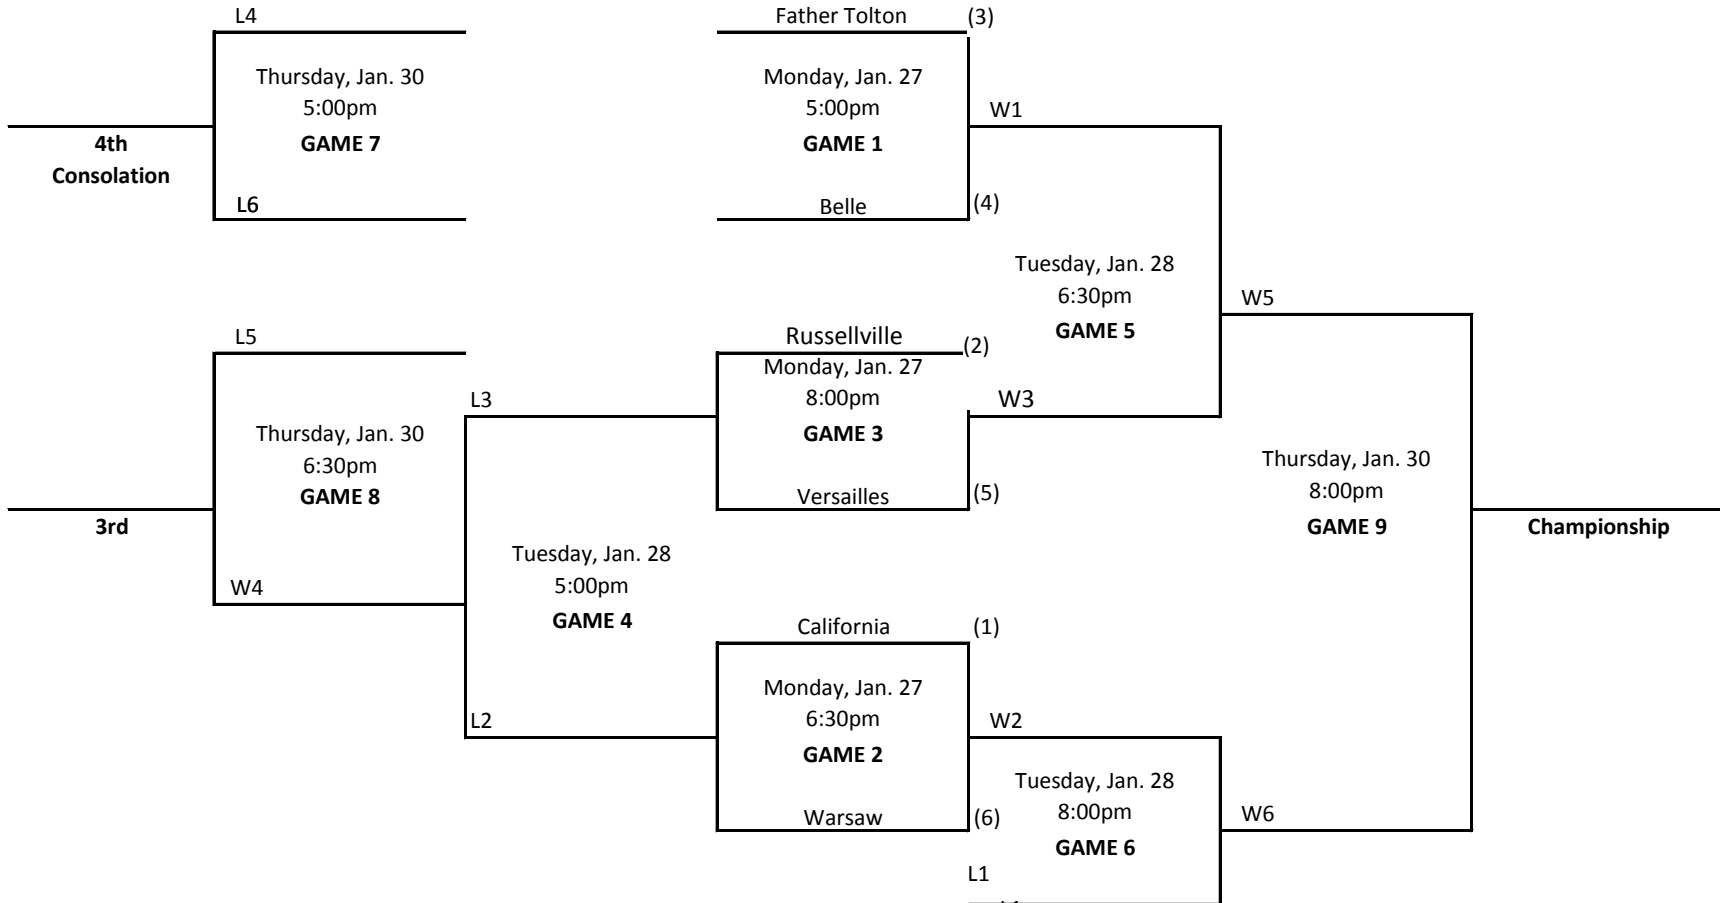 L4
Father Tolton (3)
Thursday, Jan. 30
5:00pm
GAME 7
Monday, Jan. 27
5:00pm
GAME 1
W1
4th
Consolation
L6
Belle (4)
Tuesday, Jan. 28
6:30pm
GAME 5
W5
L5
Russellville (2)
Monday, Jan. 27
8:00pm
GAME 3
L3
W3
Thursday, Jan. 30
6:30pm
GAME 8
Versailles (5)
Thursday, Jan. 30
8:00pm
GAME 9
3rd
Championship
Tuesday, Jan. 28
5:00pm
GAME 4
W4
California (1)
Monday, Jan. 27
6:30pm
GAME 2
L2
W2
Warsaw (6)
Tuesday, Jan. 28
8:00pm
GAME 6
W6
L1